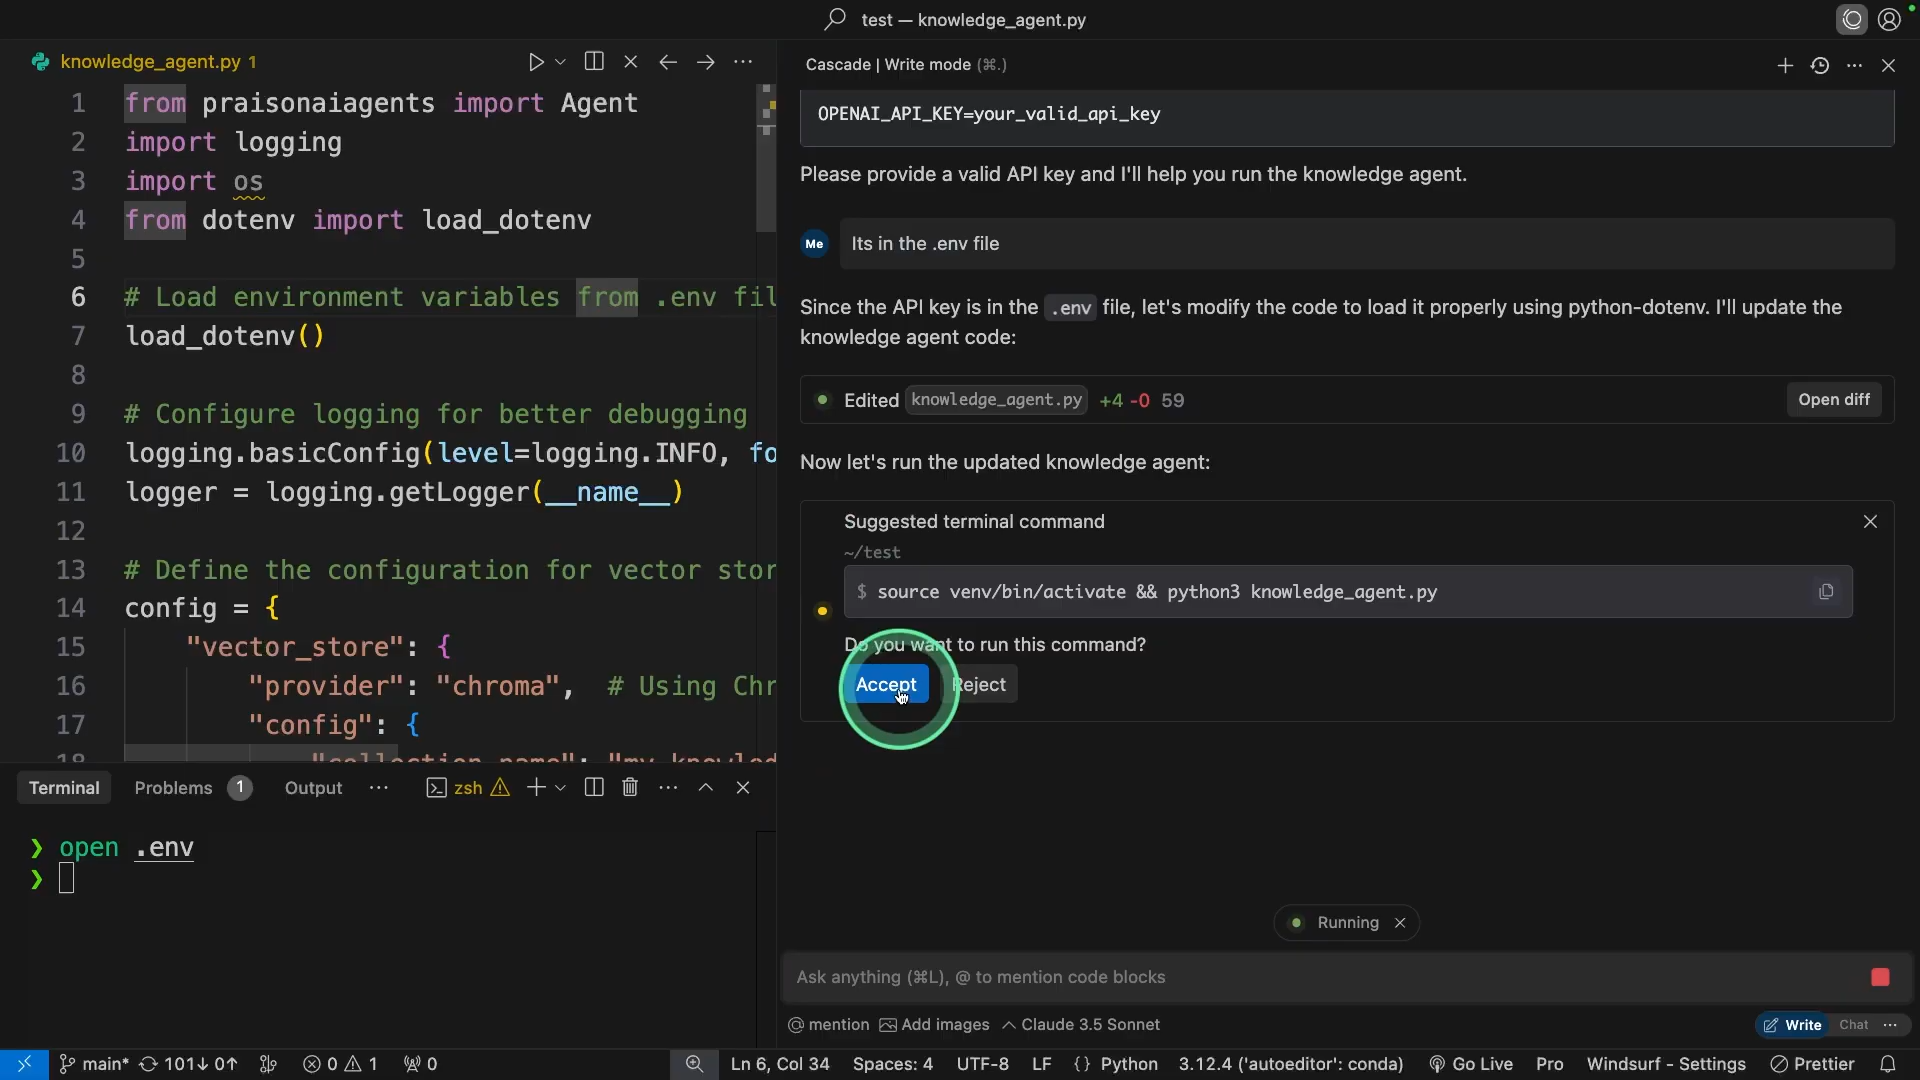 test — knowledge_agent.py
knowledge_agent.py 1
1 from praisonaiagents import Agent
2 import logging
3 import os
4 from dotenv import load_dotenv
5
6 # Load environment variables from .env fil
7 load_dotenv()
8
9 # Configure logging for better debugging
10 logging.basicConfig(level=logging.INFO, fo
11 logger = logging.getLogger(__name__)
12
13 # Define the configuration for vector stor
14 config = {
15 "vector_store": {
16 "provider": "chroma", # Using Chr
17 "config": {
18 "collection_name": "my_knowled
Terminal Problems 1 Output ··· zsh
❯ open .env
❯
Cascade | Write mode (⌘.)
OPENAI_API_KEY=your_valid_api_key
Please provide a valid API key and I'll help you run the knowledge agent.
Me Its in the .env file
Since the API key is in the .env file, let's modify the code to load it properly using python-dotenv. I'll update the
knowledge agent code:
Edited knowledge_agent.py +4 -0 59 Open diff
Now let's run the updated knowledge agent:
Suggested terminal command
~/test
$ source venv/bin/activate && python3 knowledge_agent.py
Do you want to run this command?
Accept Reject
Running
Ask anything (⌘L), @ to mention code blocks
@ mention Add images Claude 3.5 Sonnet Write Chat ···
main* 101↓ 0↑ 0 1 0 Ln 6, Col 34 Spaces: 4 UTF-8 LF {} Python 3.12.4 ('autoeditor': conda) Go Live Pro Windsurf - Settings Prettier